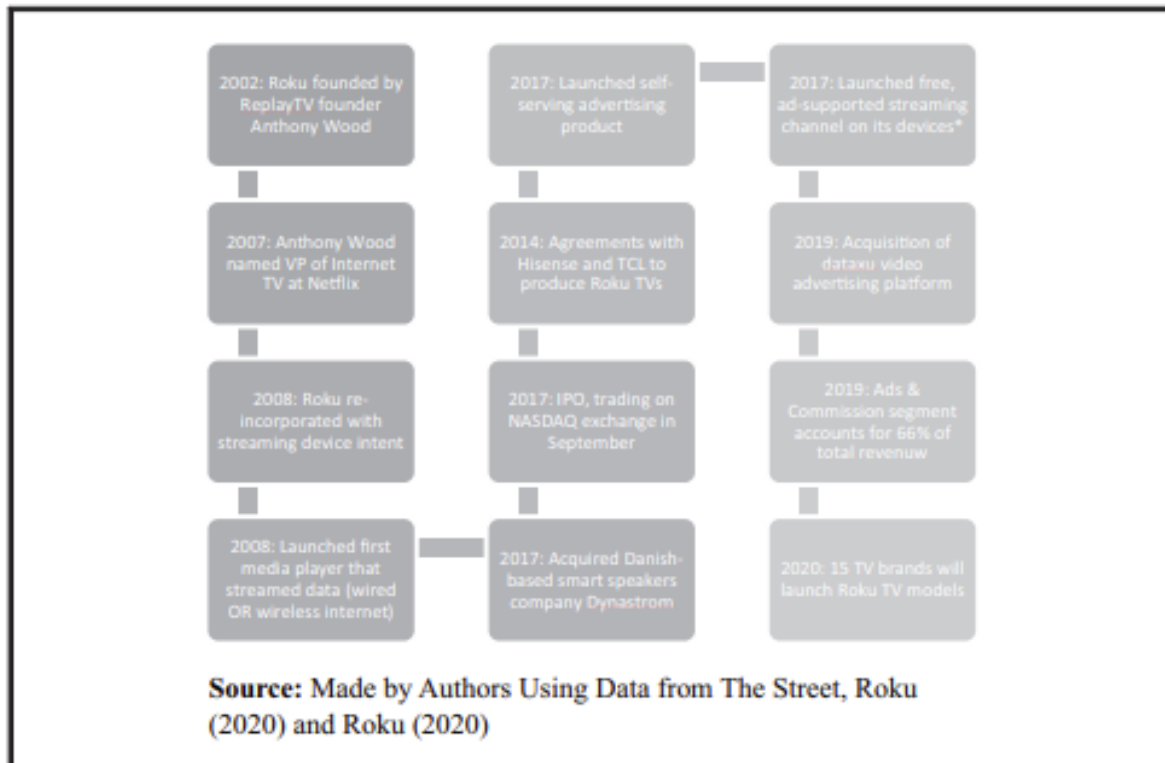 2002: Roku founded by
ReplayTV founder
Anthony Wood
2007: Anthony Wood
named VP of Internet
TV at Netflix
2008: Roku re-
incorporated with
streaming device intent
2008: Launched first
media player that
streamed data (wired
OR wireless internet)
2017: Acquired Danish-
based smart speakers
company Dynastrom
2017: IPO, trading on
NASDAQ exchange in
September
2014: Agreements with
Hisense and TCL to
produce Roku TVs
2017: Launched self-
serving advertising
product
2017: Launched free,
ad-supported streaming
channel on its devices*
2019: Acquisition of
dataxu video
advertising platform
2019: Ads &
Commission segment
accounts for 66% of
total revenuw
2020: 15 TV brands will
launch Roku TV models
Source: Made by Authors Using Data from The Street, Roku
(2020) and Roku (2020)